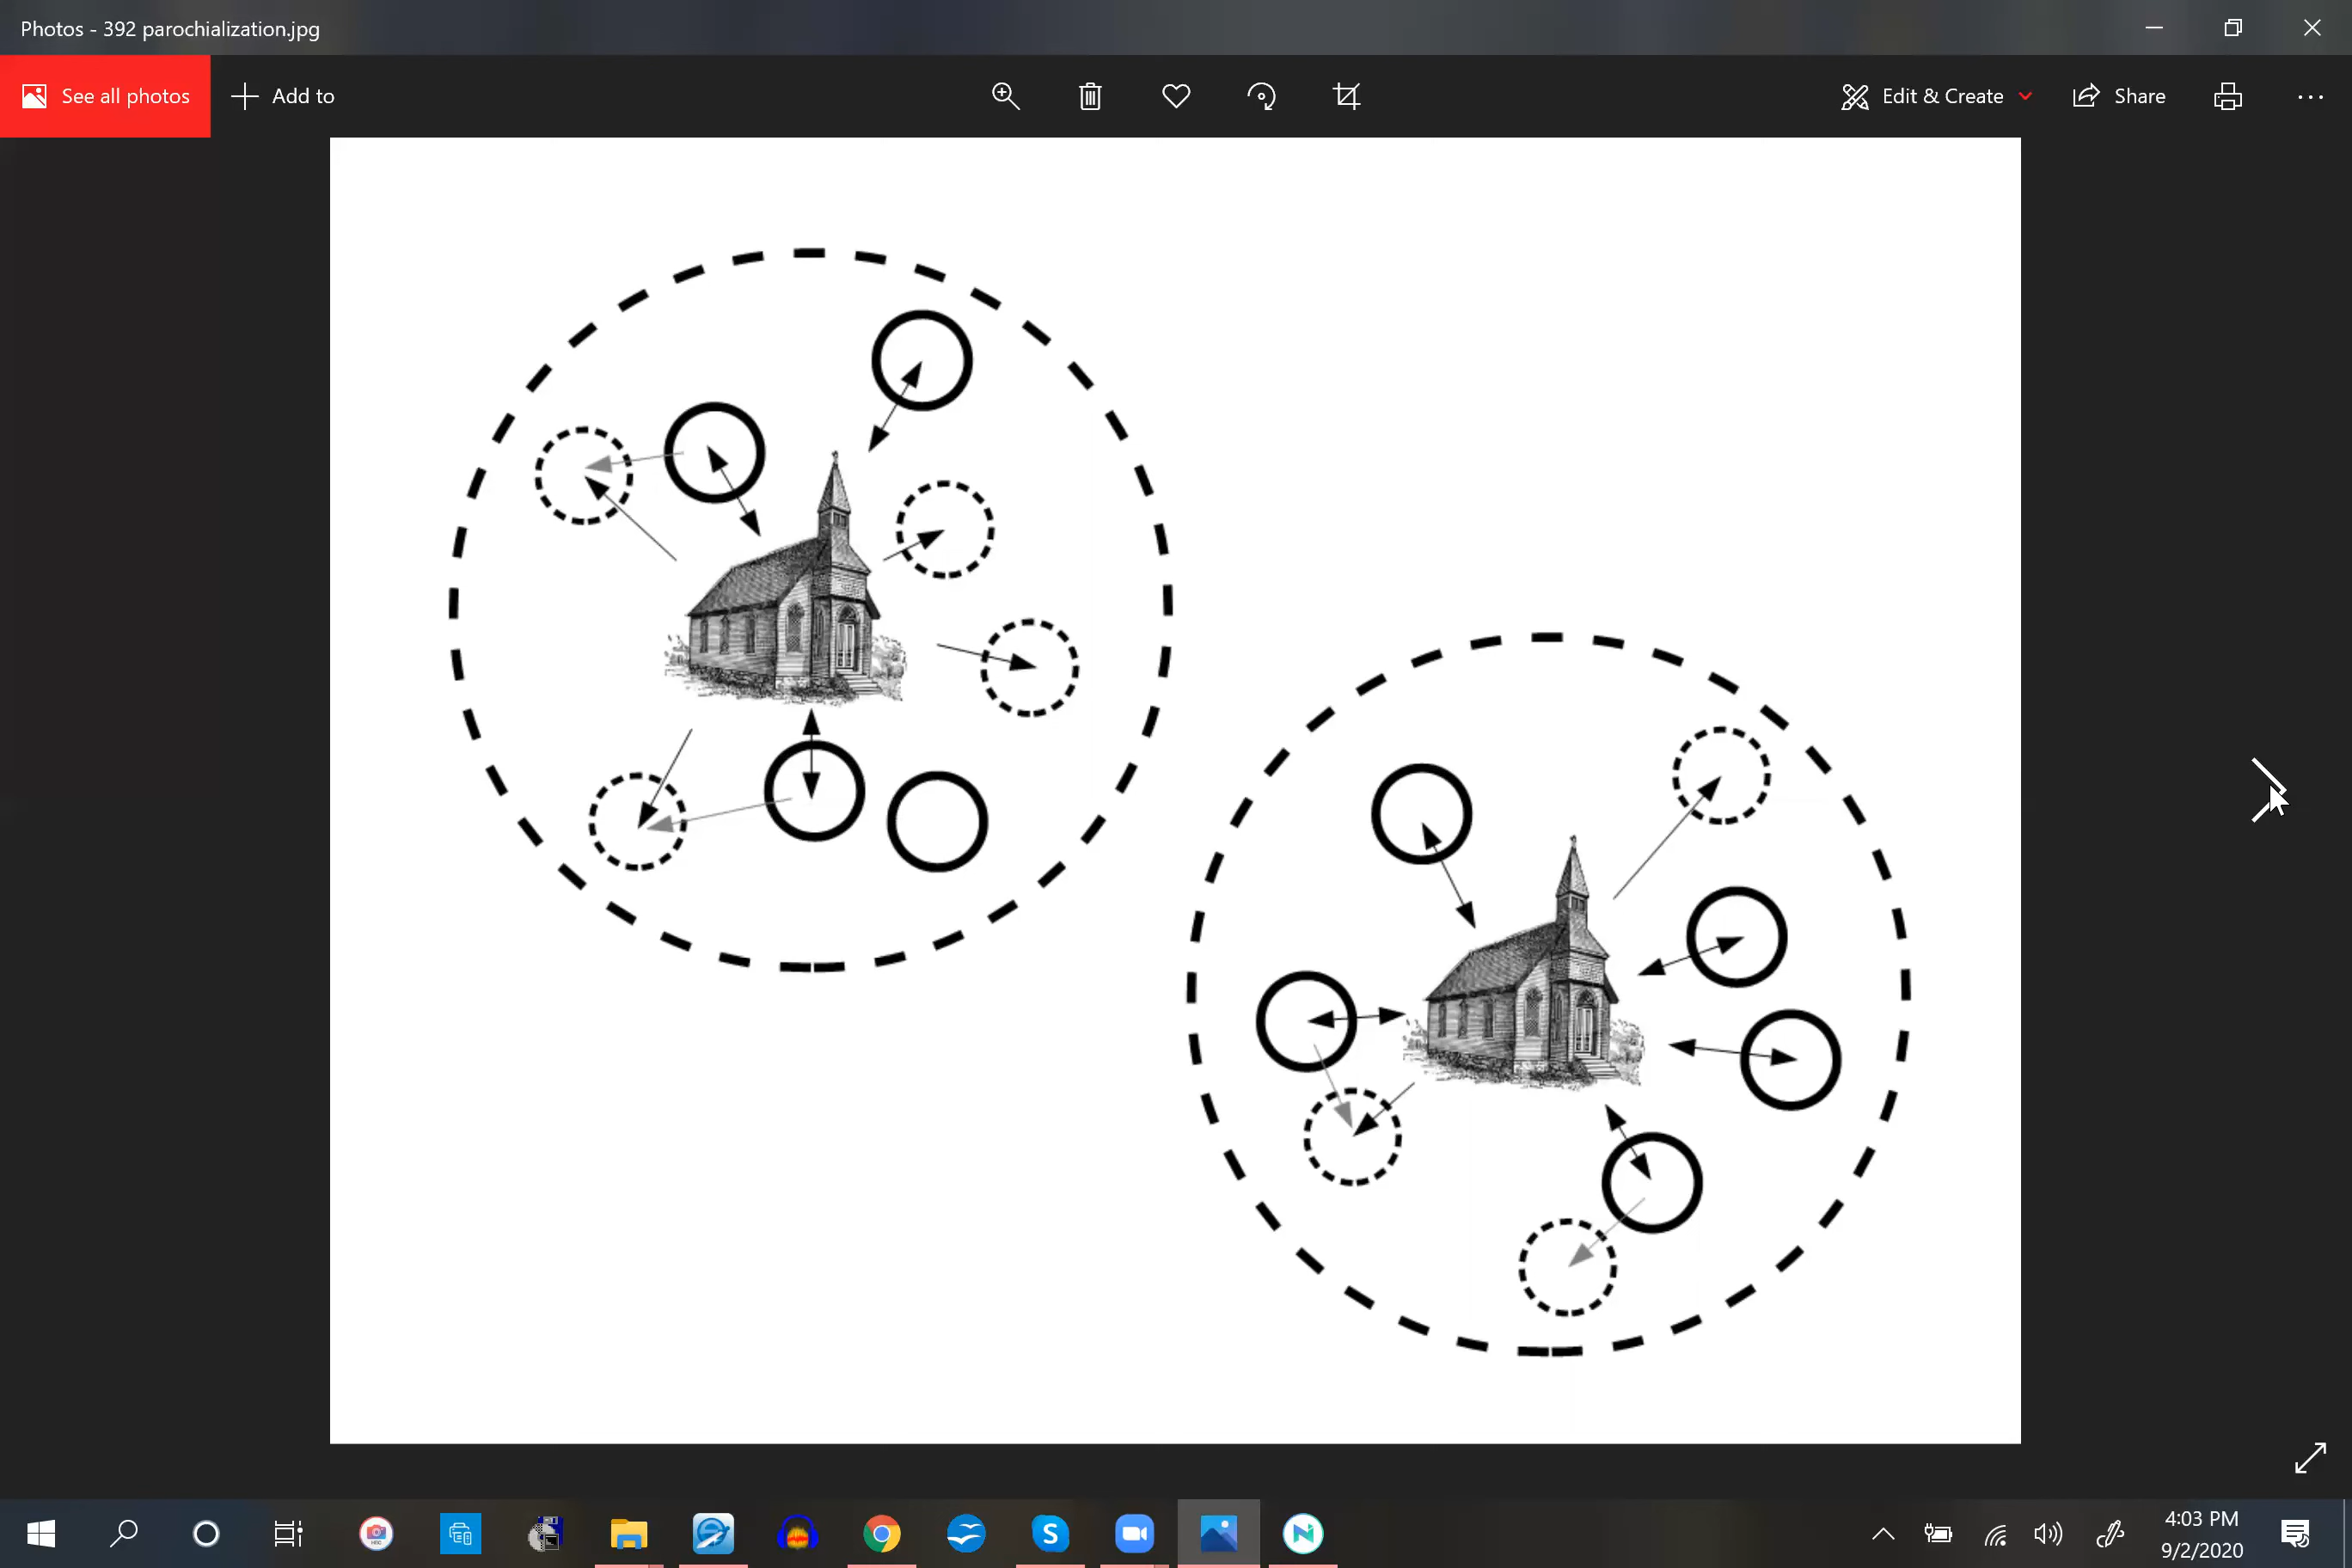 Photos - 392 parochialization.jpg
See all photos
Add to
Edit & Create
Share
4:03 PM
9/2/2020